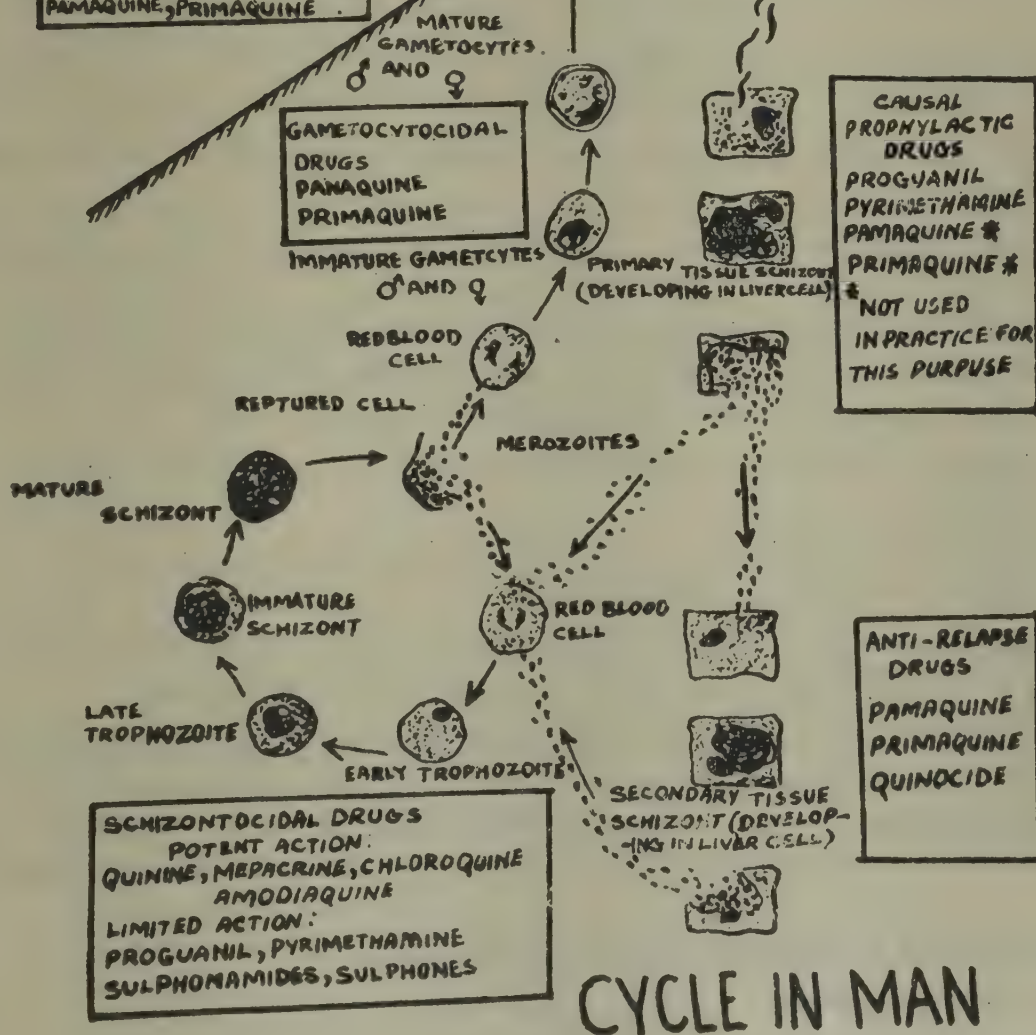 PAMAQUINE, PRIMAQUINE
MATURE
GAMETOCYTES.
♂ AND ♀
GAMETOCYTOCIDAL
DRUGS
PANAQUINE
PRIMAQUINE
IMMATURE GAMETCYTES
♂ AND ♀
CAUSAL
PROPHYLACTIC
DRUGS
PROGUANIL
PYRIMETHAMINE
PAMAQUINE *
PRIMAQUINE *
*
NOT USED
IN PRACTICE FOR
THIS PURPUSE
PRIMARY TISSUE SCHIZONT
(DEVELOPING IN LIVER CELL)
RED BLOOD
CELL
REPTURED CELL
MEROZOITES
MATURE
SCHIZONT
IMMATURE
SCHIZONT
RED BLOOD
CELL
LATE
TROPHOZOITE
EARLY TROPHOZOITE
ANTI-RELAPSE
DRUGS
PAMAQUINE
PRIMAQUINE
QUINOCIDE
SECONDARY TISSUE
SCHIZONT (DEVELOP-
-ING IN LIVER CELL)
SCHIZONTOCIDAL DRUGS
POTENT ACTION:
QUININE, MEPACRINE, CHLOROQUINE
AMODIAQUINE
LIMITED ACTION:
PROGUANIL, PYRIMETHAMINE
SULPHONAMIDES, SULPHONES
CYCLE IN MAN